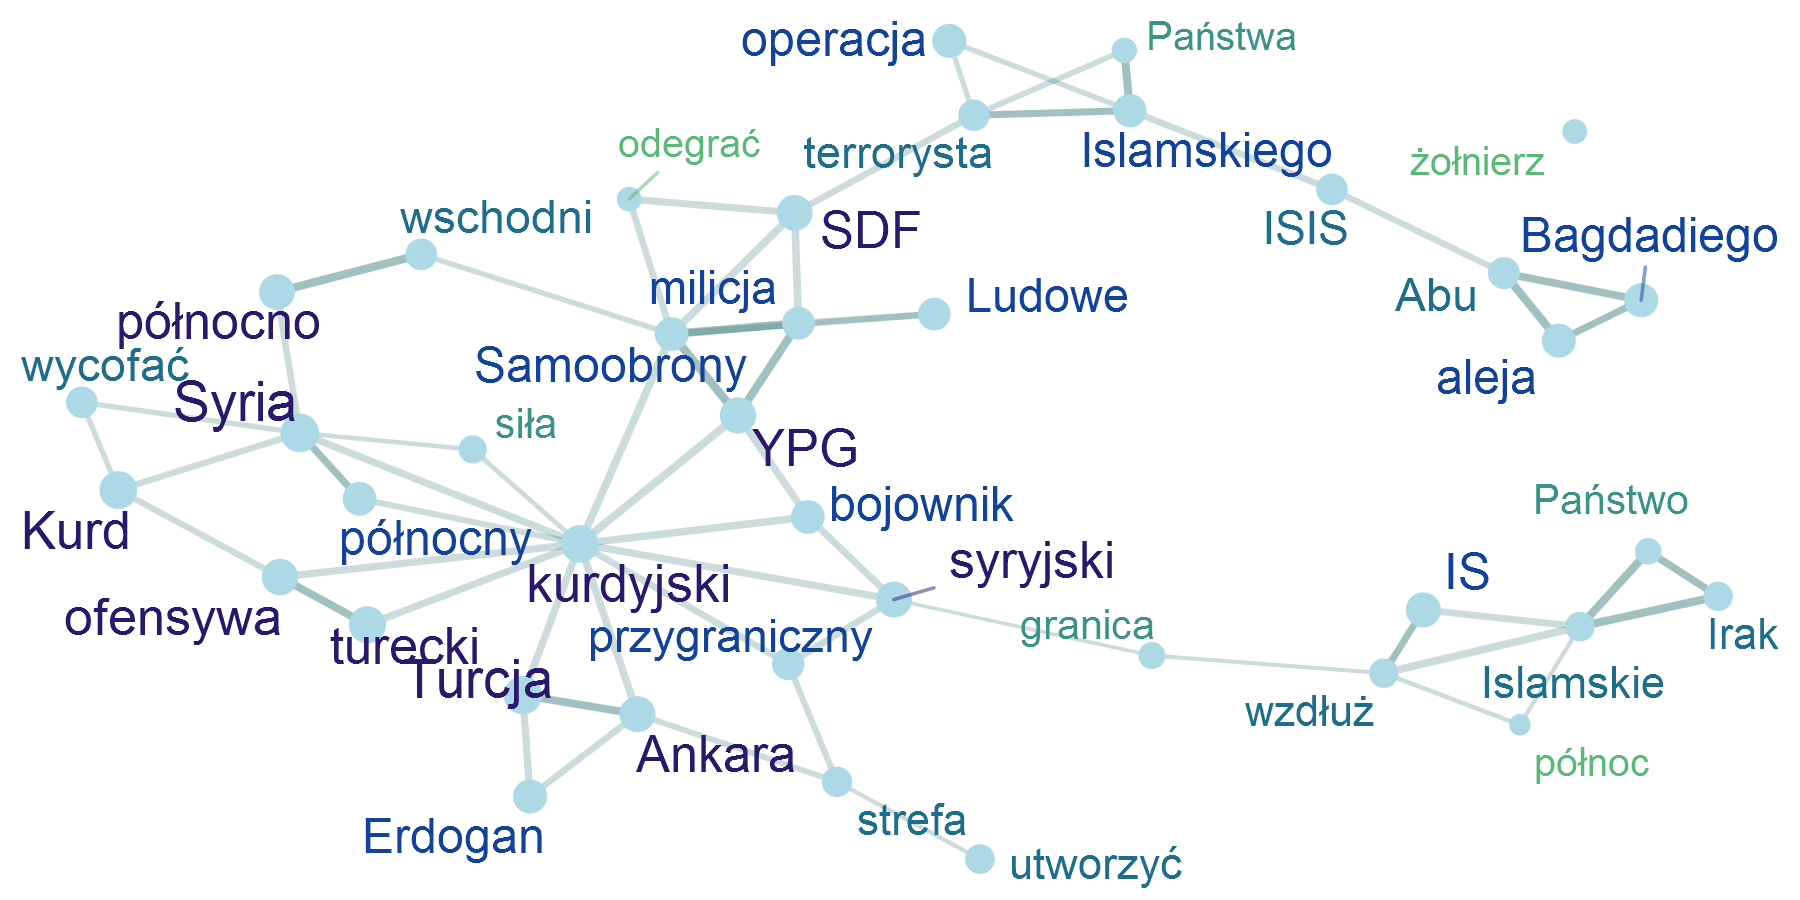 operacja
Państwa
odegrać
terrorysta
Islamskiego
żołnierz
wschodni
SDF
ISIS
Bagdadiego
milicja
Ludowe
Abu
północno
wycofać
Samoobrony
aleja
Syria
siła
YPG
Kurd
północny
bojownik
Państwo
syryjski
IS
kurdyjski
ofensywa
turecki
przygraniczny
granica
Irak
Turcja
Islamskie
wzdłuż
Ankara
północ
Erdogan
strefa
utworzyć